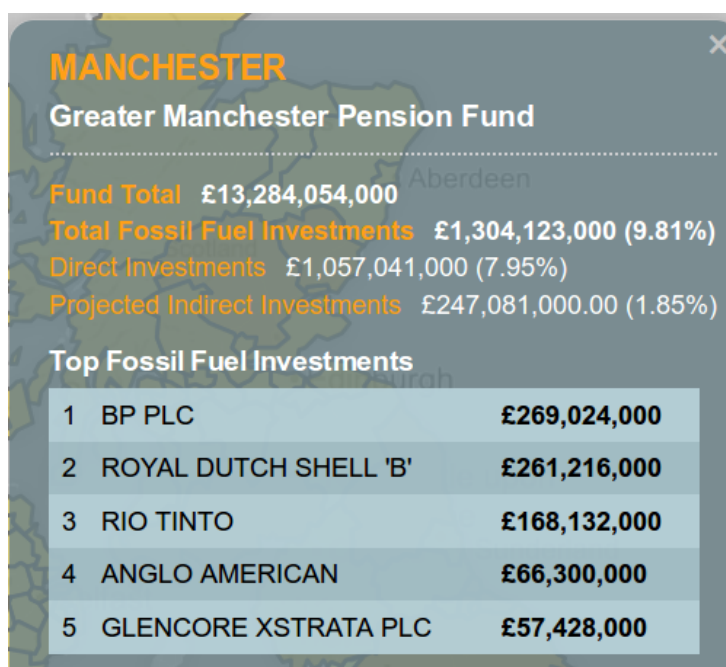 ×
MANCHESTER
Greater Manchester Pension Fund
Aberdeen
Fund Total £13,284,054,000
Total Fossil Fuel Investments £1,304,123,000 (9.81%)
Direct Investments £1,057,041,000 (7.95%)
Projected Indirect Investments £247,081,000.00 (1.85%)
Top Fossil Fuel Investments
1 BP PLC £269,024,000
2 ROYAL DUTCH SHELL 'B' £261,216,000
3 RIO TINTO £168,132,000
4 ANGLO AMERICAN £66,300,000
5 GLENCORE XSTRATA PLC £57,428,000